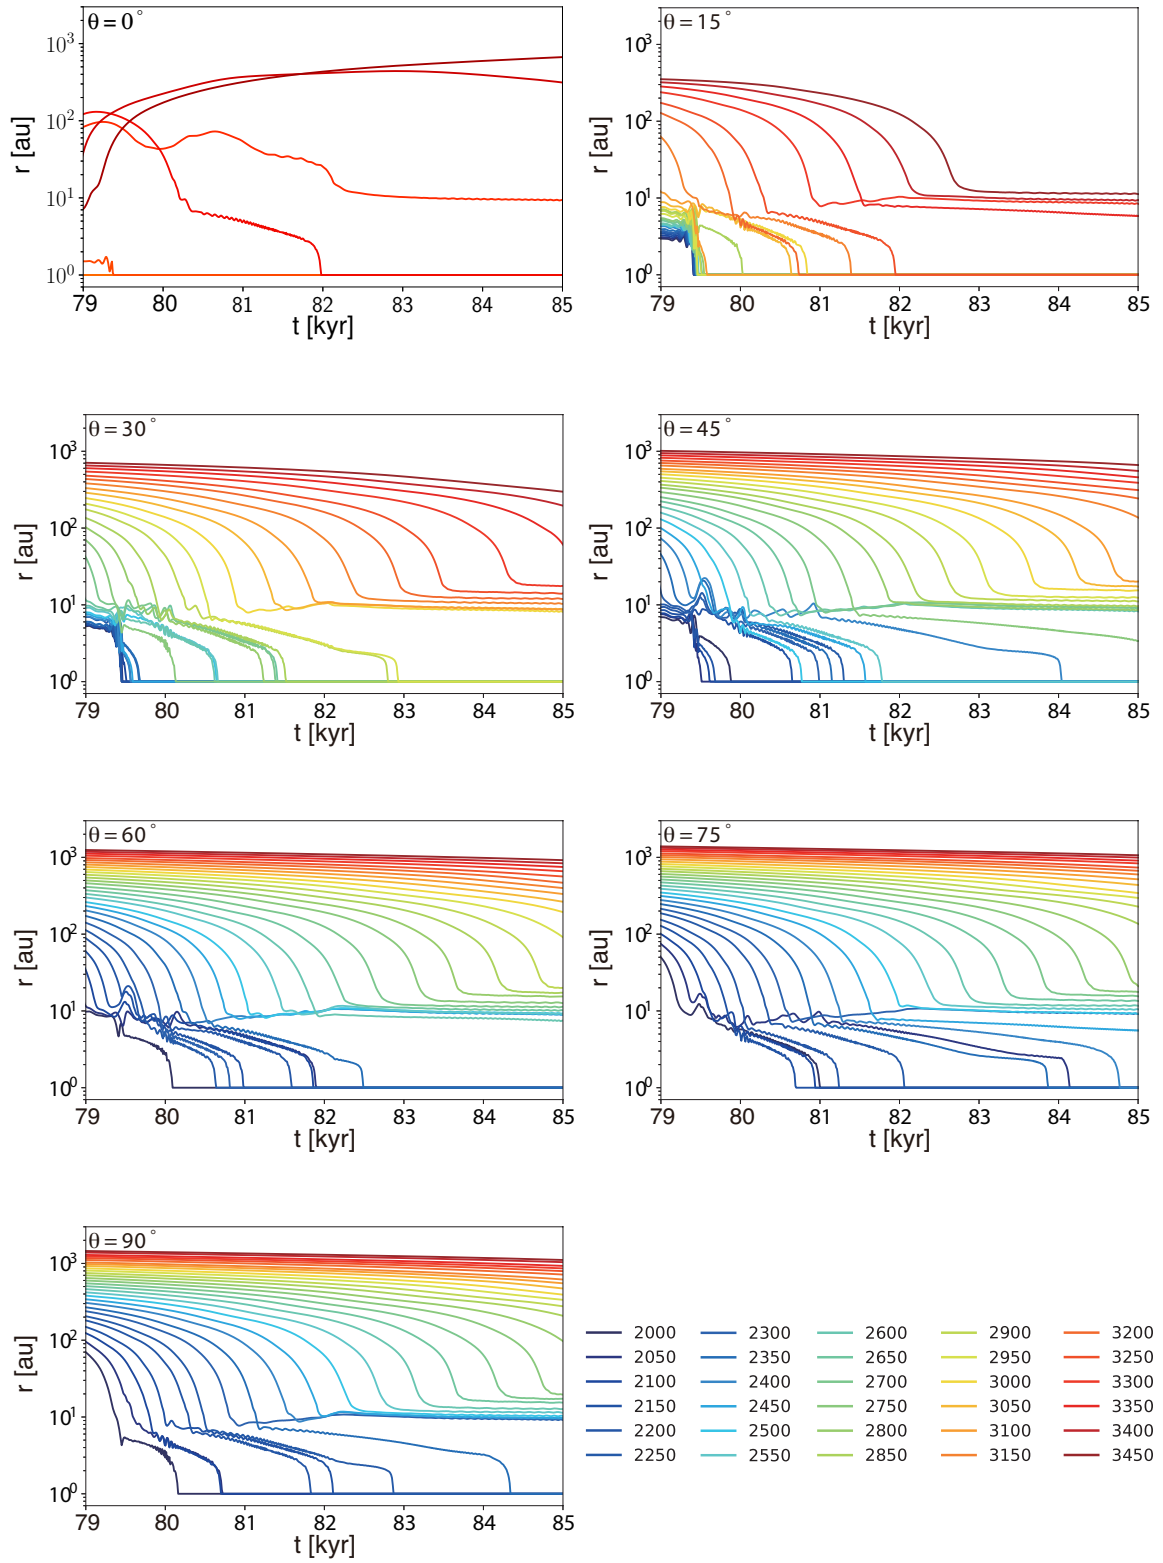 θ = 0°
r [au]
10³
10²
10¹
10⁰
79 80 81 82 83 84 85
t [kyr]
θ = 15°
r [au]
10³
10²
10¹
10⁰
79 80 81 82 83 84 85
t [kyr]
θ = 30°
r [au]
10³
10²
10¹
10⁰
79 80 81 82 83 84 85
t [kyr]
θ = 45°
r [au]
10³
10²
10¹
10⁰
79 80 81 82 83 84 85
t [kyr]
θ = 60°
r [au]
10³
10²
10¹
10⁰
79 80 81 82 83 84 85
t [kyr]
θ = 75°
r [au]
10³
10²
10¹
10⁰
79 80 81 82 83 84 85
t [kyr]
θ = 90°
r [au]
10³
10²
10¹
10⁰
79 80 81 82 83 84 85
t [kyr]
2000 2300 2600 2900 3200
2050 2350 2650 2950 3250
2100 2400 2700 3000 3300
2150 2450 2750 3050 3350
2200 2500 2800 3100 3400
2250 2550 2850 3150 3450